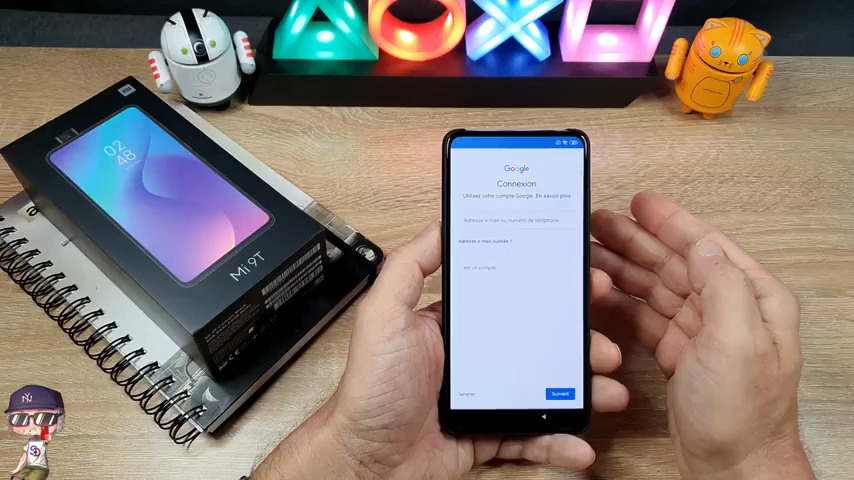 02
48
Mi 9T
Google
Connexion
Utilisez votre compte Google. En savoir plus
Adresse e-mail ou numéro de téléphone
Adresse e-mail oubliée ?
un compte
Ignorer
Suivant